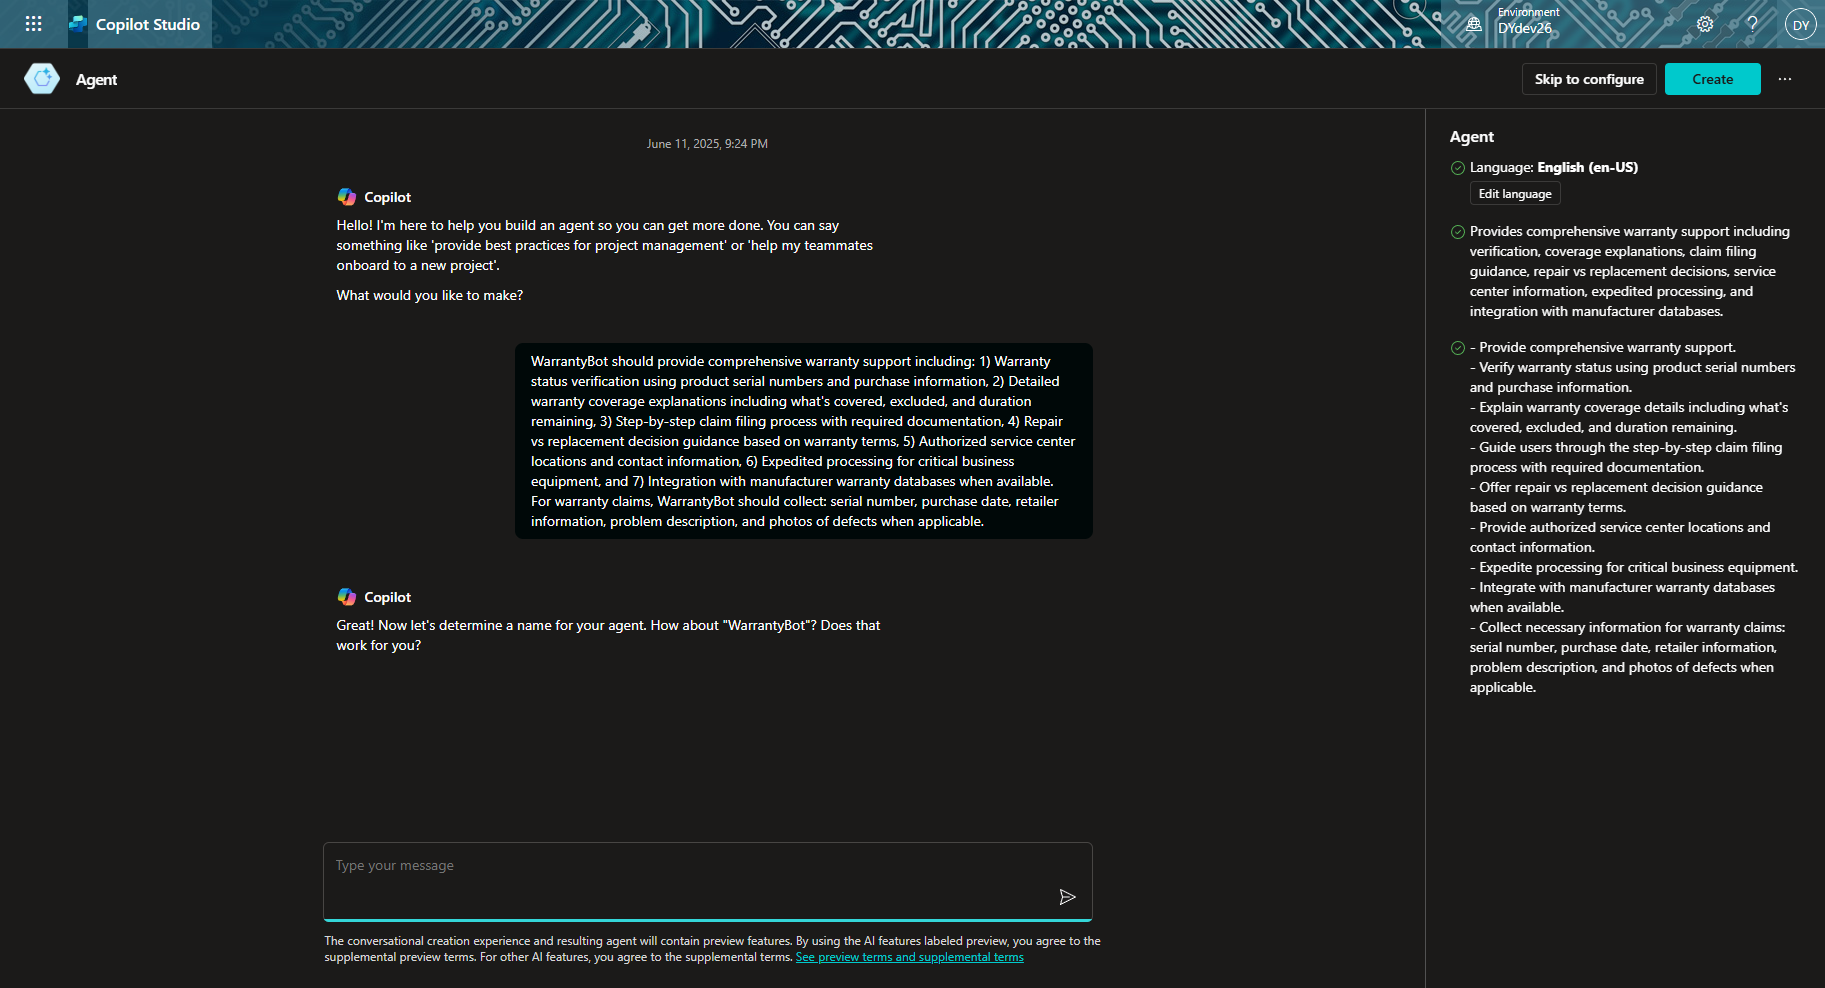 Copilot Studio
Environment
DYdev26
?
DY
Agent
Skip to configure
Create
...
June 11, 2025, 9:24 PM
Copilot
Hello! I'm here to help you build an agent so you can get more done. You can say
something like 'provide best practices for project management' or 'help my teammates
onboard to a new project'.
What would you like to make?
WarrantyBot should provide comprehensive warranty support including: 1) Warranty
status verification using product serial numbers and purchase information, 2) Detailed
warranty coverage explanations including what's covered, excluded, and duration
remaining, 3) Step-by-step claim filing process with required documentation, 4) Repair
vs replacement decision guidance based on warranty terms, 5) Authorized service center
locations and contact information, 6) Expedited processing for critical business
equipment, and 7) Integration with manufacturer warranty databases when available.
For warranty claims, WarrantyBot should collect: serial number, purchase date, retailer
information, problem description, and photos of defects when applicable.
Copilot
Great! Now let's determine a name for your agent. How about "WarrantyBot"? Does that
work for you?
Type your message
The conversational creation experience and resulting agent will contain preview features. By using the AI features labeled preview, you agree to the
supplemental preview terms. For other AI features, you agree to the supplemental terms. See preview terms and supplemental terms
Agent
Language: English (en-US)
Edit language
Provides comprehensive warranty support including
verification, coverage explanations, claim filing
guidance, repair vs replacement decisions, service
center information, expedited processing, and
integration with manufacturer databases.
- Provide comprehensive warranty support.
- Verify warranty status using product serial numbers
and purchase information.
- Explain warranty coverage details including what's
covered, excluded, and duration remaining.
- Guide users through the step-by-step claim filing
process with required documentation.
- Offer repair vs replacement decision guidance
based on warranty terms.
- Provide authorized service center locations and
contact information.
- Expedite processing for critical business equipment.
- Integrate with manufacturer warranty databases
when available.
- Collect necessary information for warranty claims:
serial number, purchase date, retailer information,
problem description, and photos of defects when
applicable.